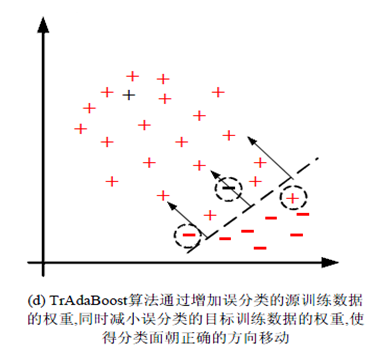 (d) TrAdaBoost算法通过增加误分类的源训练数据
的权重,同时减小误分类的目标训练数据的权重,使
得分类面朝正确的方向移动